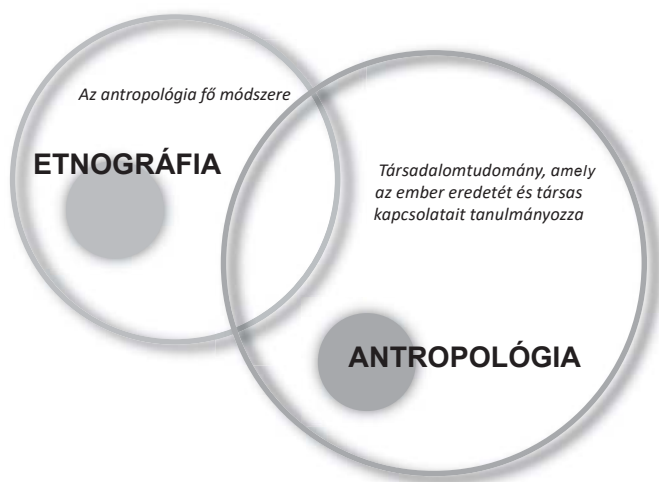 Az antropológia fő módszere
ETNOGRÁFIA
Társadalomtudomány, amely
az ember eredetét és társas
kapcsolatait tanulmányozza
ANTROPOLÓGIA